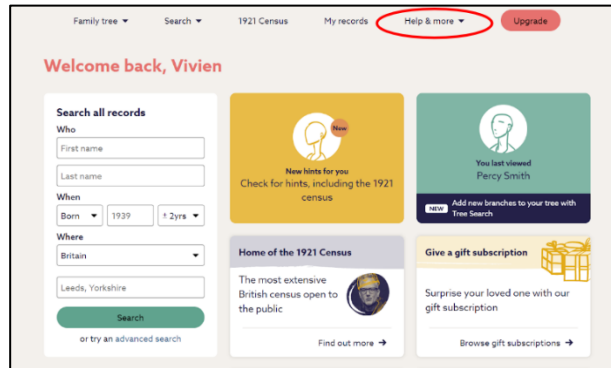 Family tree Search 1921 Census My records Help & more Upgrade
Welcome back, Vivien
Search all records
Who
First name
Last name
When
Born 1939 ± 2yrs
Where
Britain
Leeds, Yorkshire
Search
or try an advanced search
New
New hints for you
Check for hints, including the 1921
census
You last viewed
Percy Smith
NEW Add new branches to your tree with
Tree Search
Home of the 1921 Census
The most extensive
British census open to
the public
Find out more →
Give a gift subscription
Surprise your loved one with our
gift subscription
Browse gift subscriptions →